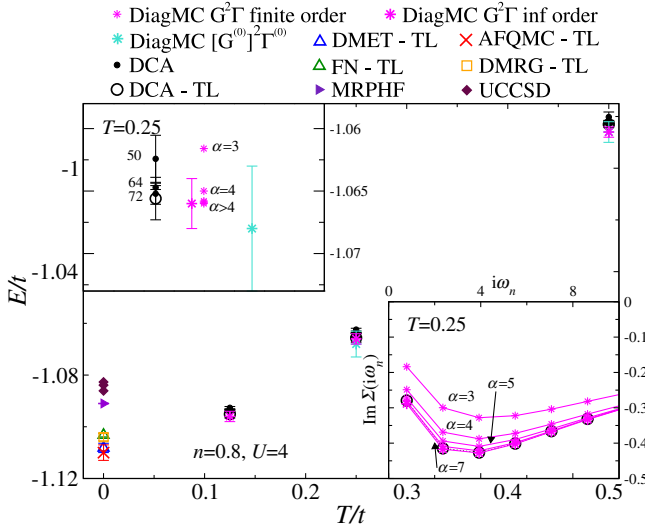 DiagMC G²Γ finite order DiagMC G²Γ inf order
DiagMC [G⁽⁰⁾]²Γ⁽⁰⁾ DMET - TL AFQMC - TL
DCA FN - TL DMRG - TL
DCA - TL MRPHF UCCSD
T=0.25
50
64
72
α=3
α=4
α>4
-1.06
-1.065
-1.07
-1
-1.04
-1.08
-1.12
E/t
n=0.8, U=4
0 2 4 6 8
iωₙ
T=0.25
α=3
α=4
α=5
α=7
Im Σ(iωₙ)
0
-0.1
-0.2
-0.3
-0.4
-0.5
0 0.1 0.2 0.3 0.4 0.5
T/t